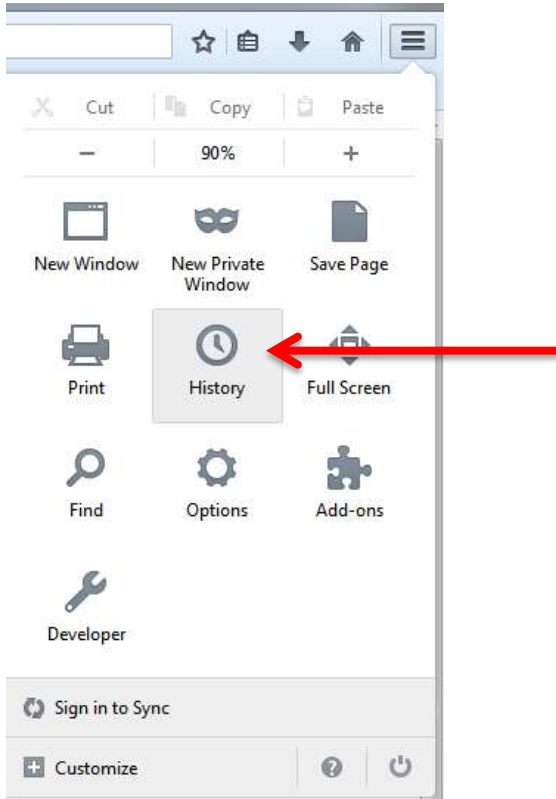 Cut Copy Paste
− 90% +
New Window New Private Window Save Page
Print History Full Screen
Find Options Add-ons
Developer
Sign in to Sync
Customize